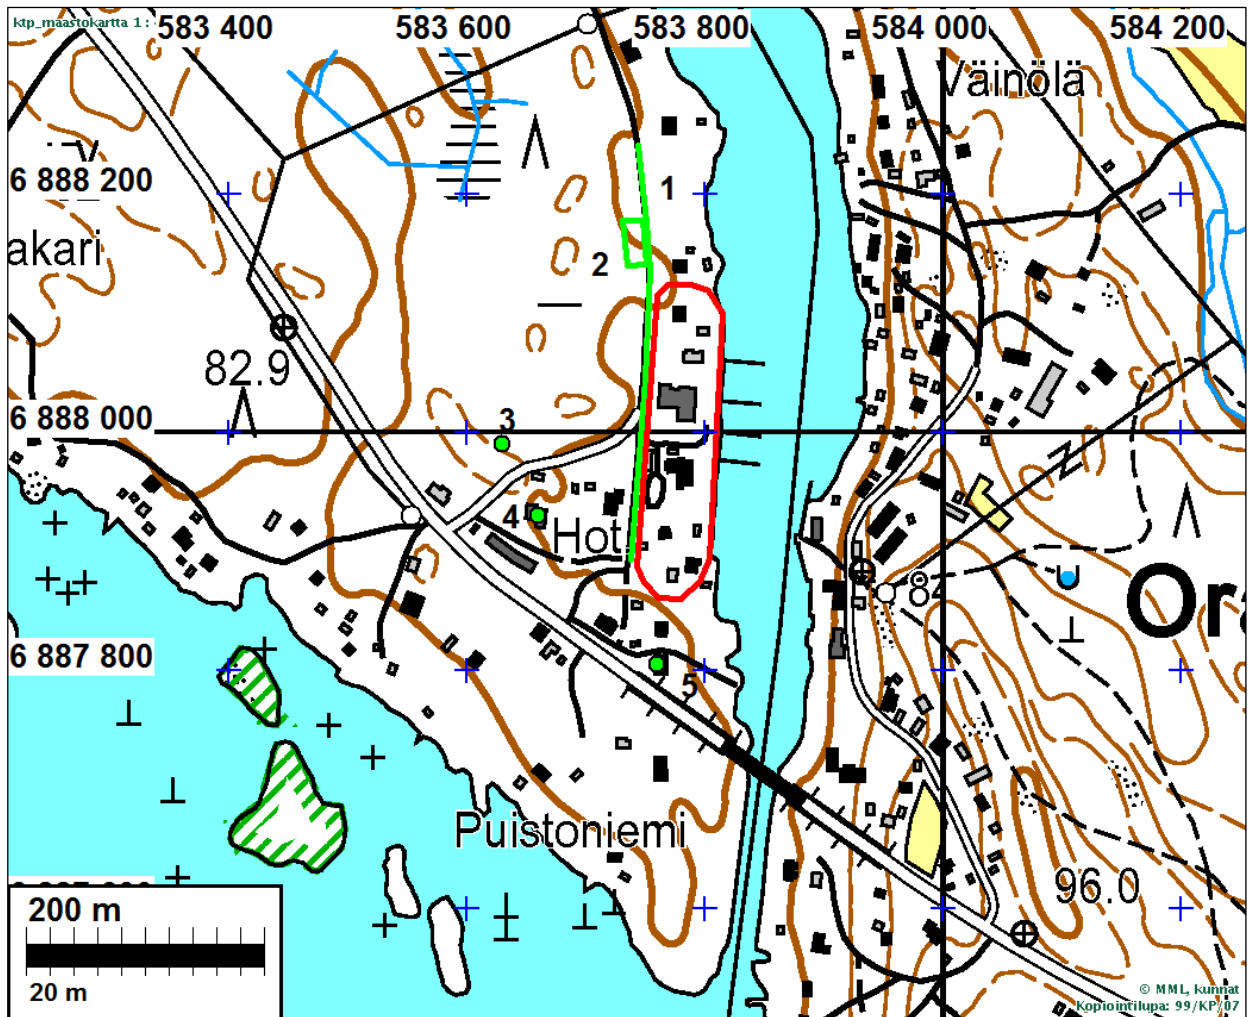 ktp_maastokartta 1 :
583 400
583 600
583 800
584 000
584 200
Väinölä
6 888 200
1
akari
2
82.9
6 888 000
3
4
Hot
84
Ora
6 887 800
5
Puistoniemi
96.0
200 m
20 m
© MML, kunnat
Kopiointilupa: 99/KP/07